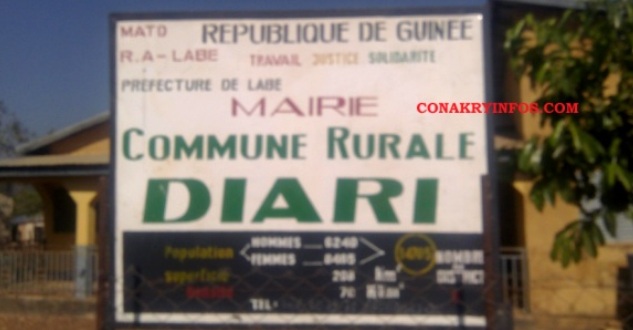 MATD REPUBLIQUE DE GUINEE
R.A-LABE TRAVAIL JUSTICE SOLIDARITE
PREFECTURE DE LABE
MAIRIE
CONAKRYINFOS.COM
COMMUNE RURALE
DIARI
Population HOMMES
FEMMES
superficie Km²
TEL: